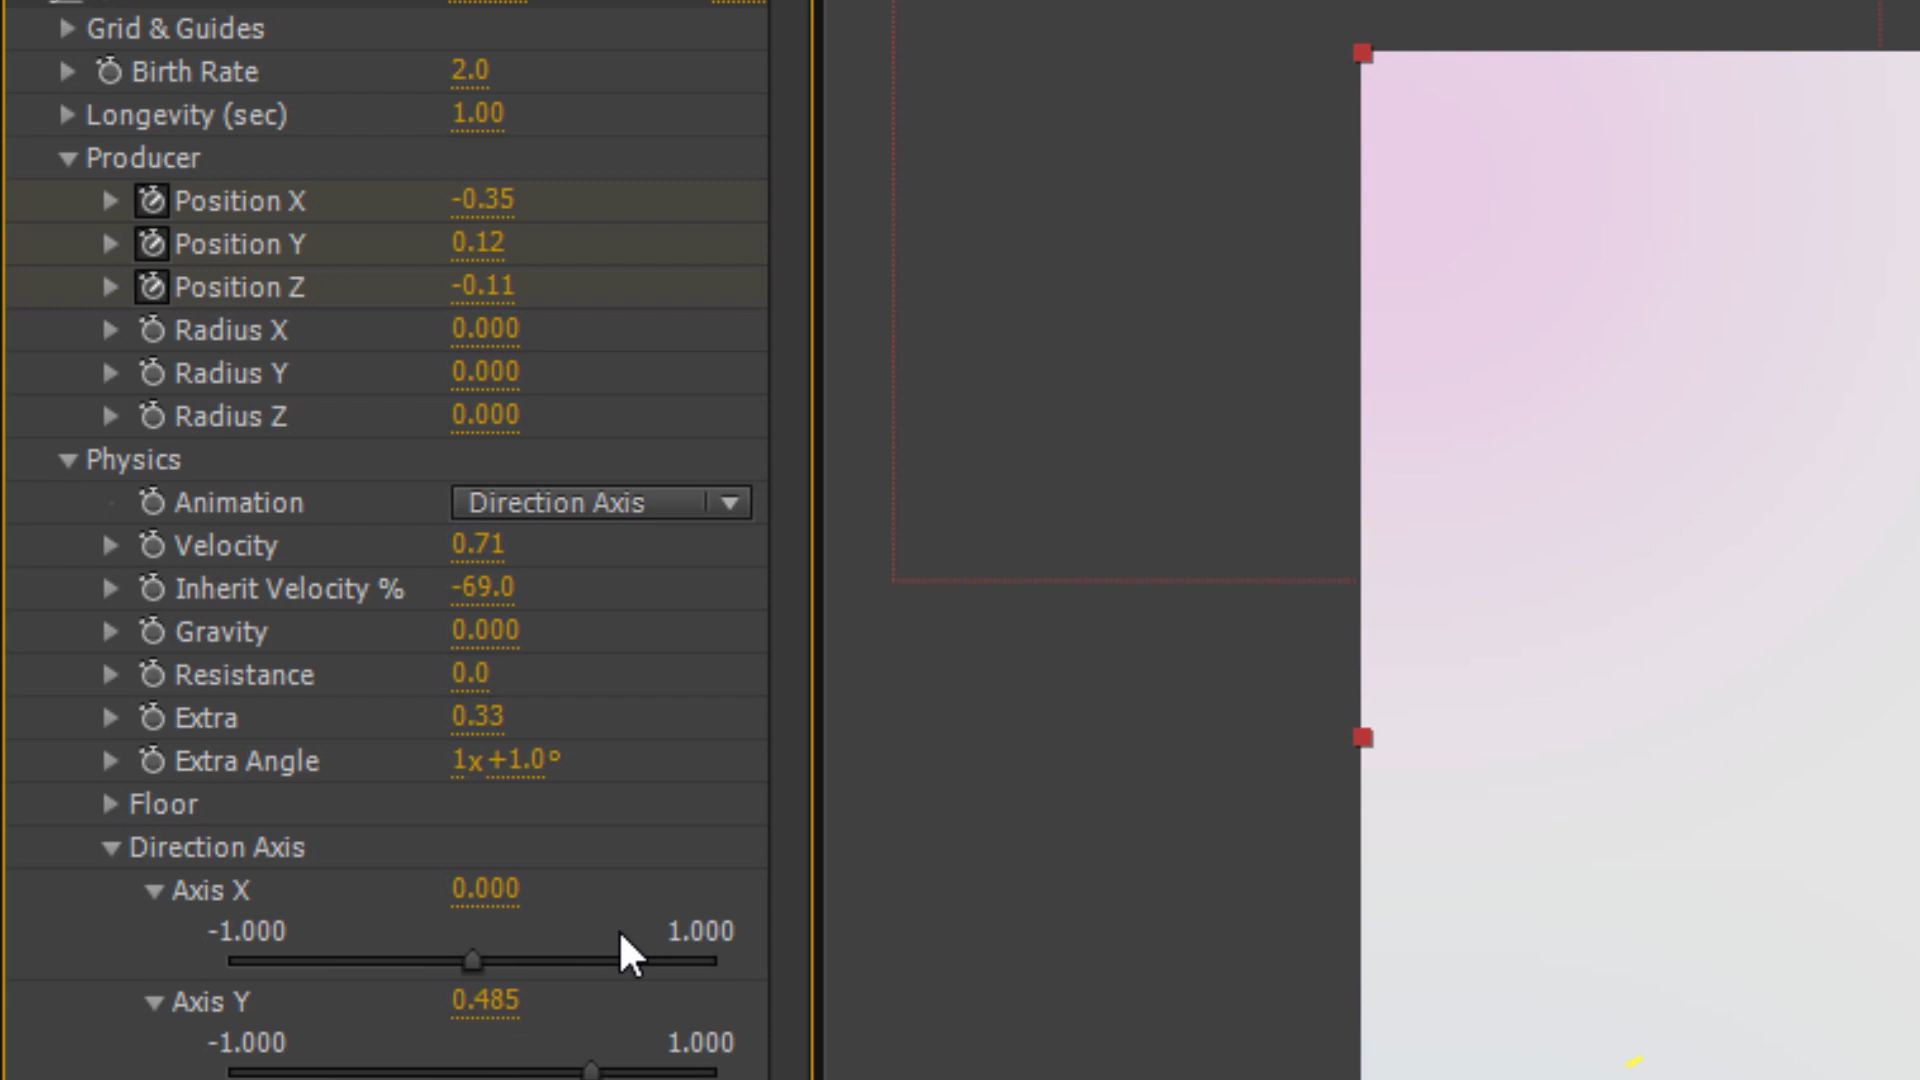 Grid & Guides
Birth Rate 2.0
Longevity (sec) 1.00
Producer
Position X -0.35
Position Y 0.12
Position Z -0.11
Radius X 0.000
Radius Y 0.000
Radius Z 0.000
Physics
Animation Direction Axis
Velocity 0.71
Inherit Velocity % -69.0
Gravity 0.000
Resistance 0.0
Extra 0.33
Extra Angle 1x+1.0°
Floor
Direction Axis
Axis X 0.000
-1.000 1.000
Axis Y 0.485
-1.000 1.000